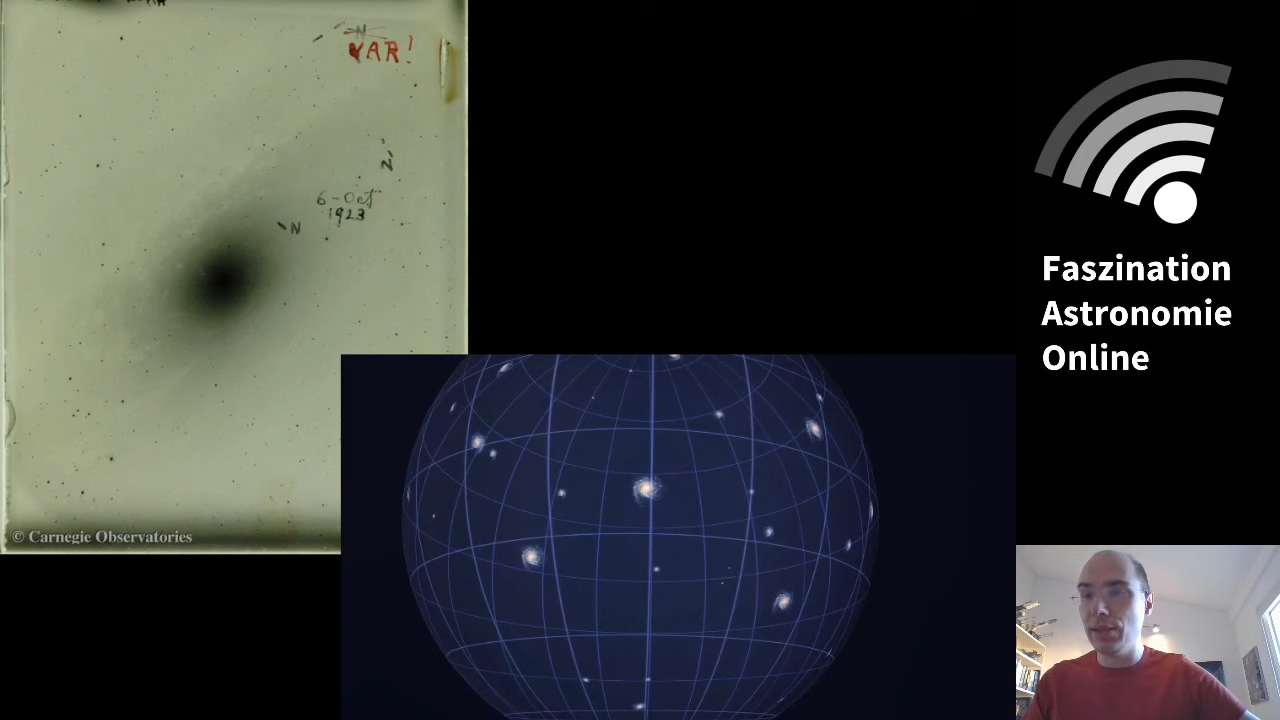 N
VAR!
N
6-Oct
1923
N
© Carnegie Observatories
Faszination
Astronomie
Online